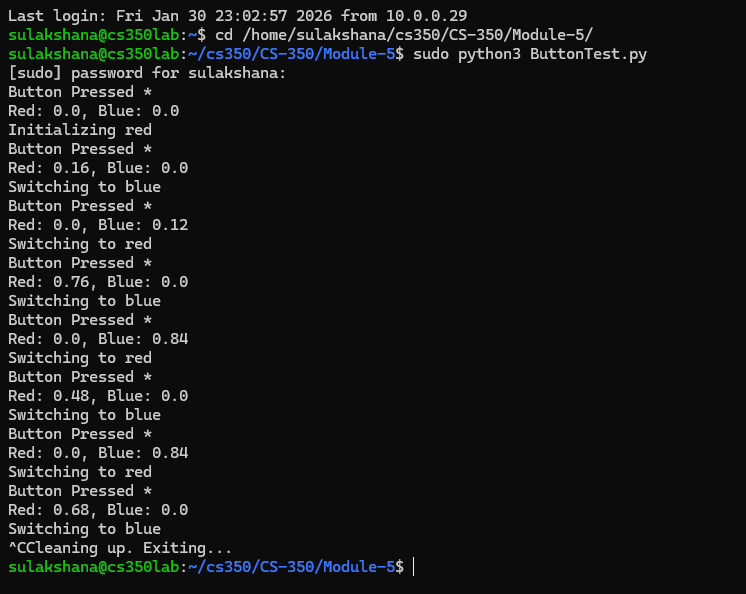 Last login: Fri Jan 30 23:02:57 2026 from 10.0.0.29
sulakshana@cs350lab:~$ cd /home/sulakshana/cs350/CS-350/Module-5/
sulakshana@cs350lab:~/cs350/CS-350/Module-5$ sudo python3 ButtonTest.py
[sudo] password for sulakshana:
Button Pressed *
Red: 0.0, Blue: 0.0
Initializing red
Button Pressed *
Red: 0.16, Blue: 0.0
Switching to blue
Button Pressed *
Red: 0.0, Blue: 0.12
Switching to red
Button Pressed *
Red: 0.76, Blue: 0.0
Switching to blue
Button Pressed *
Red: 0.0, Blue: 0.84
Switching to red
Button Pressed *
Red: 0.48, Blue: 0.0
Switching to blue
Button Pressed *
Red: 0.0, Blue: 0.84
Switching to red
Button Pressed *
Red: 0.68, Blue: 0.0
Switching to blue
^CCleaning up. Exiting...
sulakshana@cs350lab:~/cs350/CS-350/Module-5$